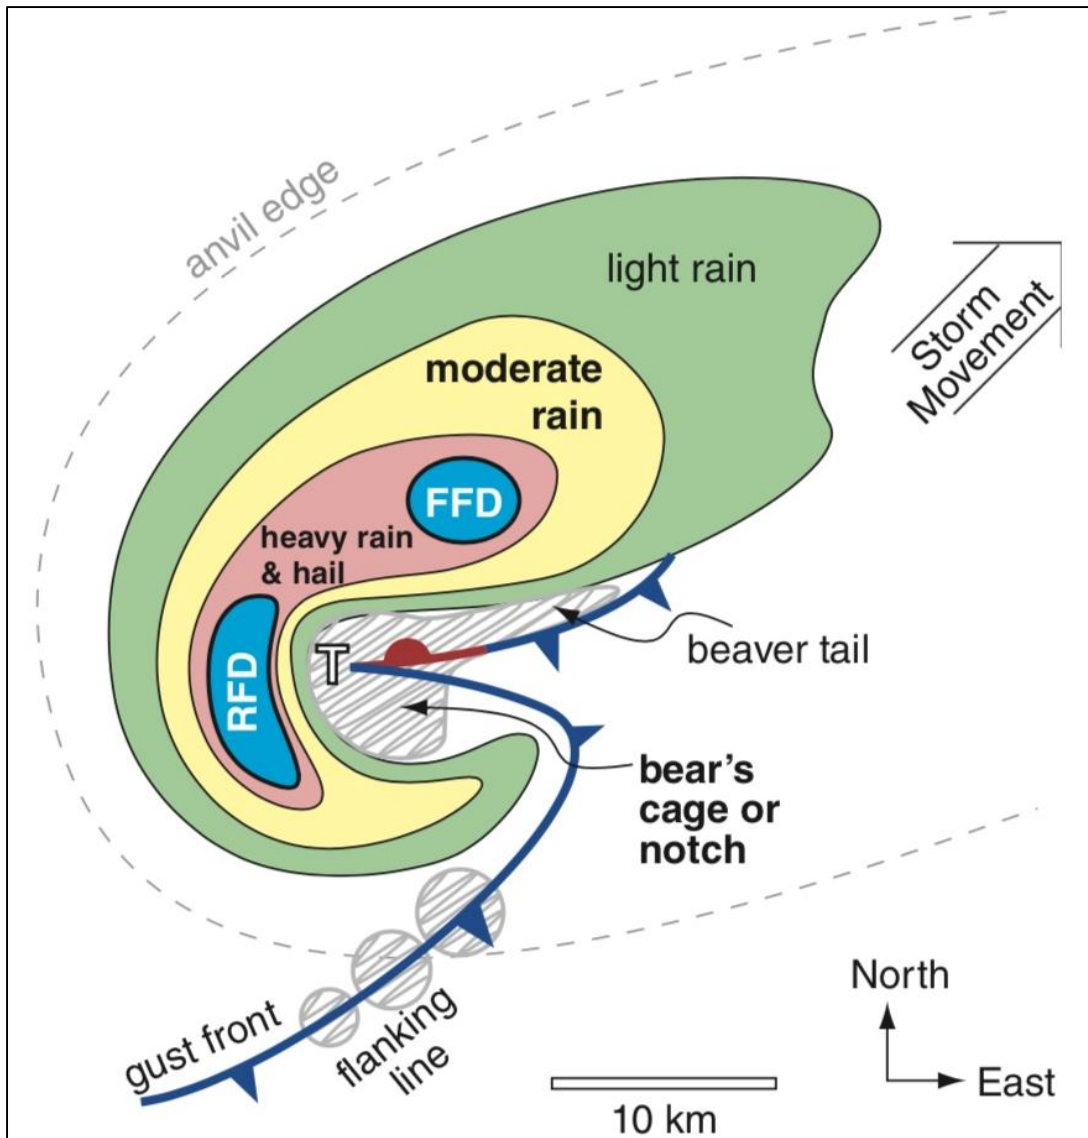 anvil edge
light rain
Storm
Movement
moderate
rain
FFD
heavy rain
& hail
RFD
T
beaver tail
bear's
cage or
notch
gust front
flanking
line
North
East
10 km